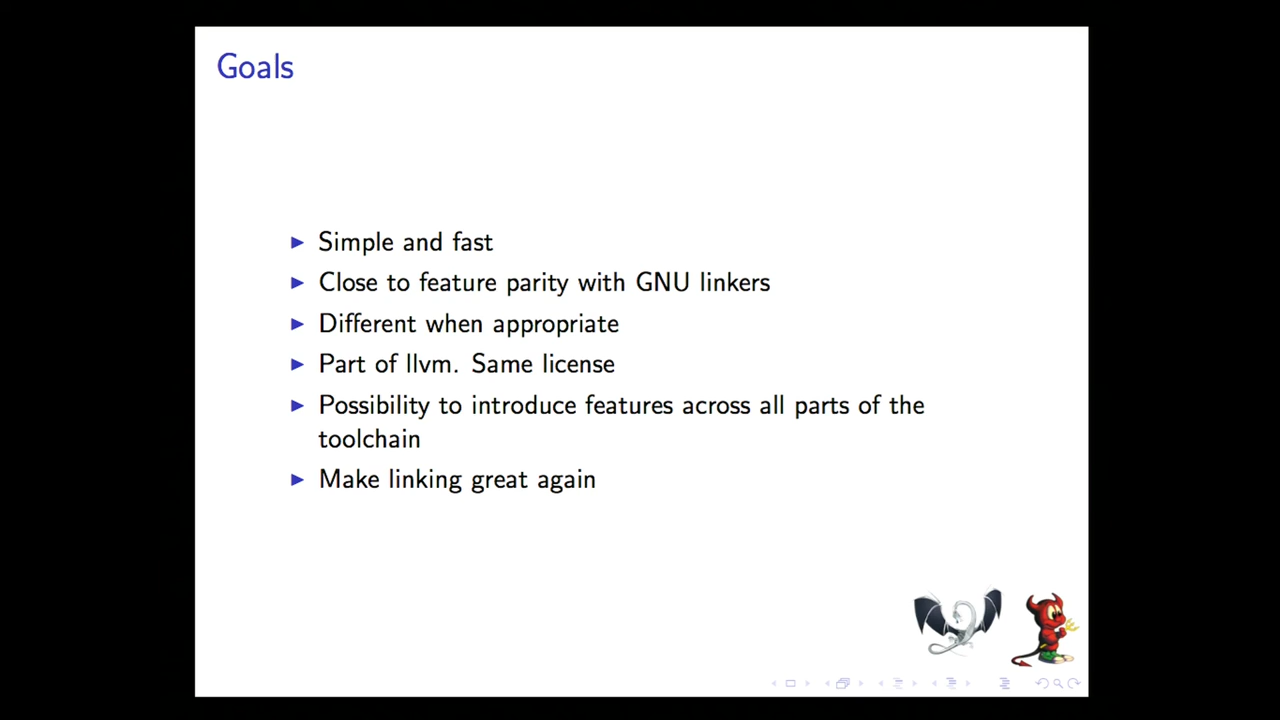 Goals
Simple and fast
Close to feature parity with GNU linkers
Different when appropriate
Part of llvm. Same license
Possibility to introduce features across all parts of the
toolchain
Make linking great again